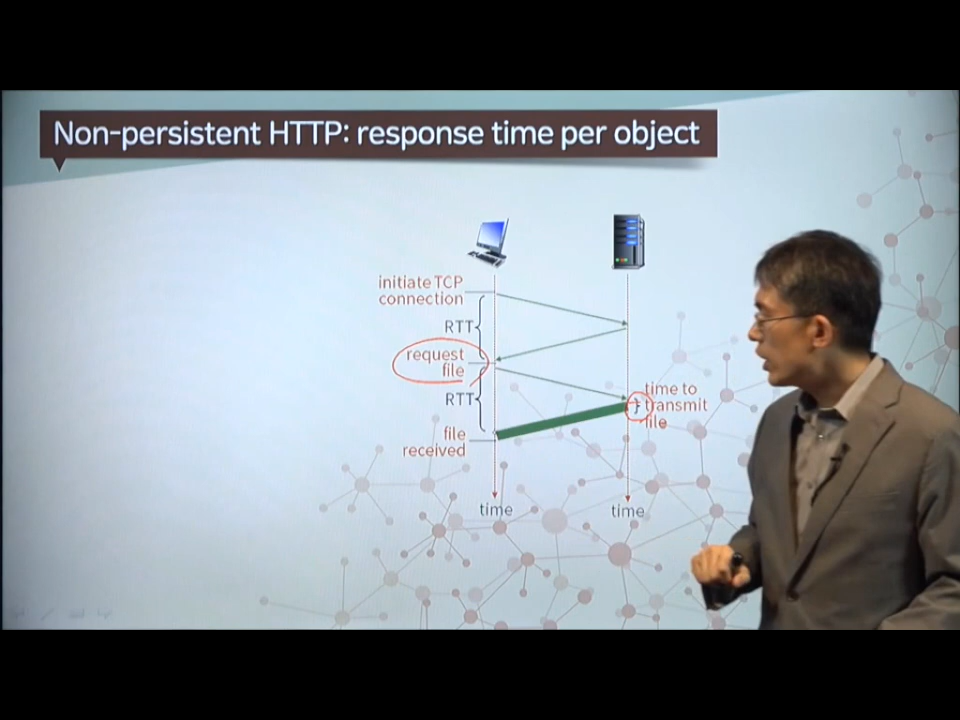 Non-persistent HTTP: response time per object
initiate TCP
connection
RTT
request
file
RTT
time to
transmit
file
file
received
time
time